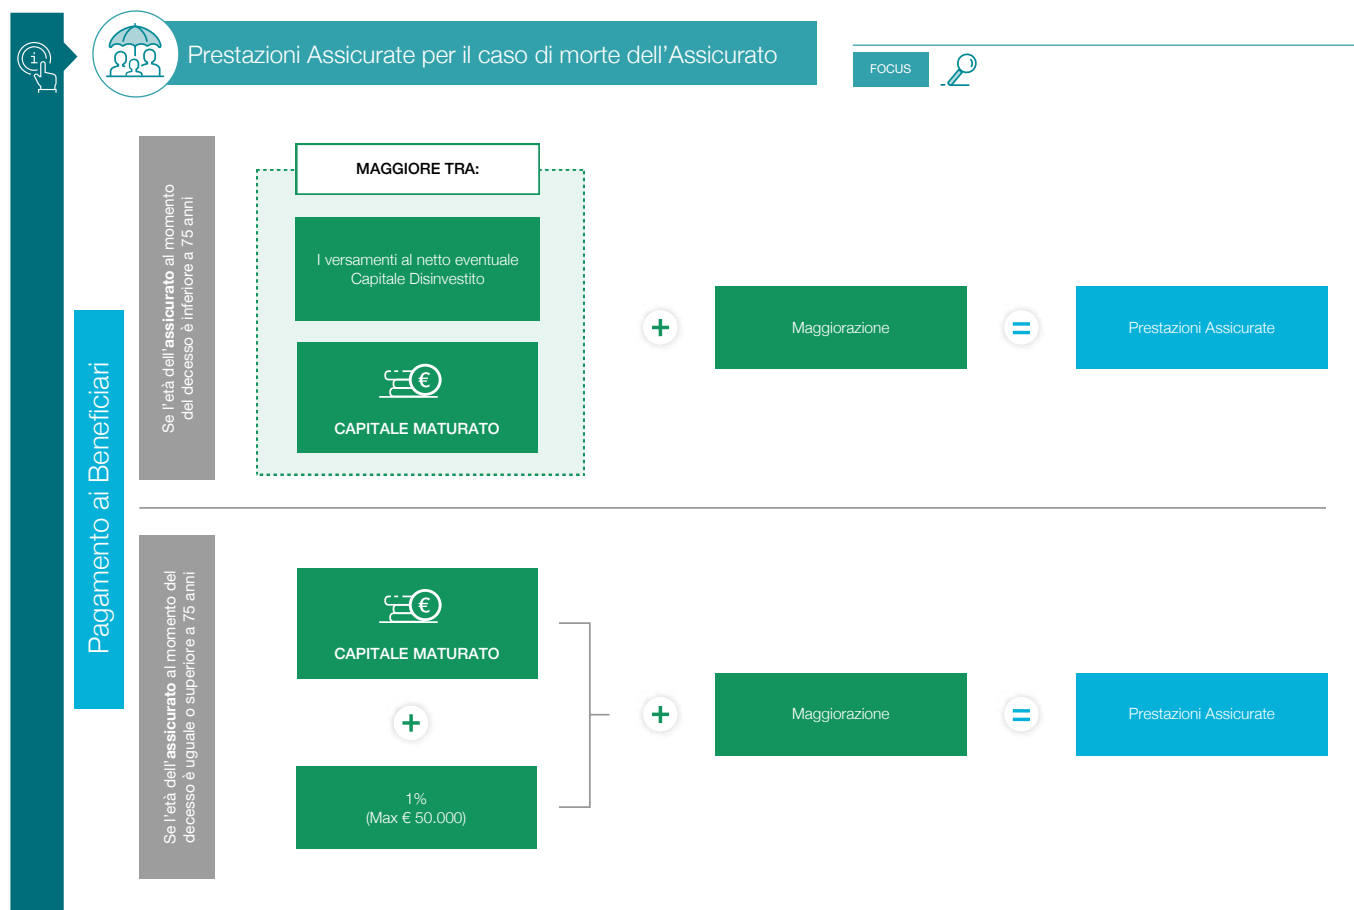 Prestazioni Assicurate per il caso di morte dell'Assicurato
FOCUS
Pagamento ai Beneficiari
Se l'età dell'assicurato al momento
del decesso è inferiore a 75 anni
MAGGIORE TRA:
I versamenti al netto eventuale
Capitale Disinvestito
€
CAPITALE MATURATO
+
Maggiorazione
=
Prestazioni Assicurate
Se l'età dell'assicurato al momento del
decesso è uguale o superiore a 75 anni
€
CAPITALE MATURATO
+
1%
(Max € 50.000)
+
Maggiorazione
=
Prestazioni Assicurate